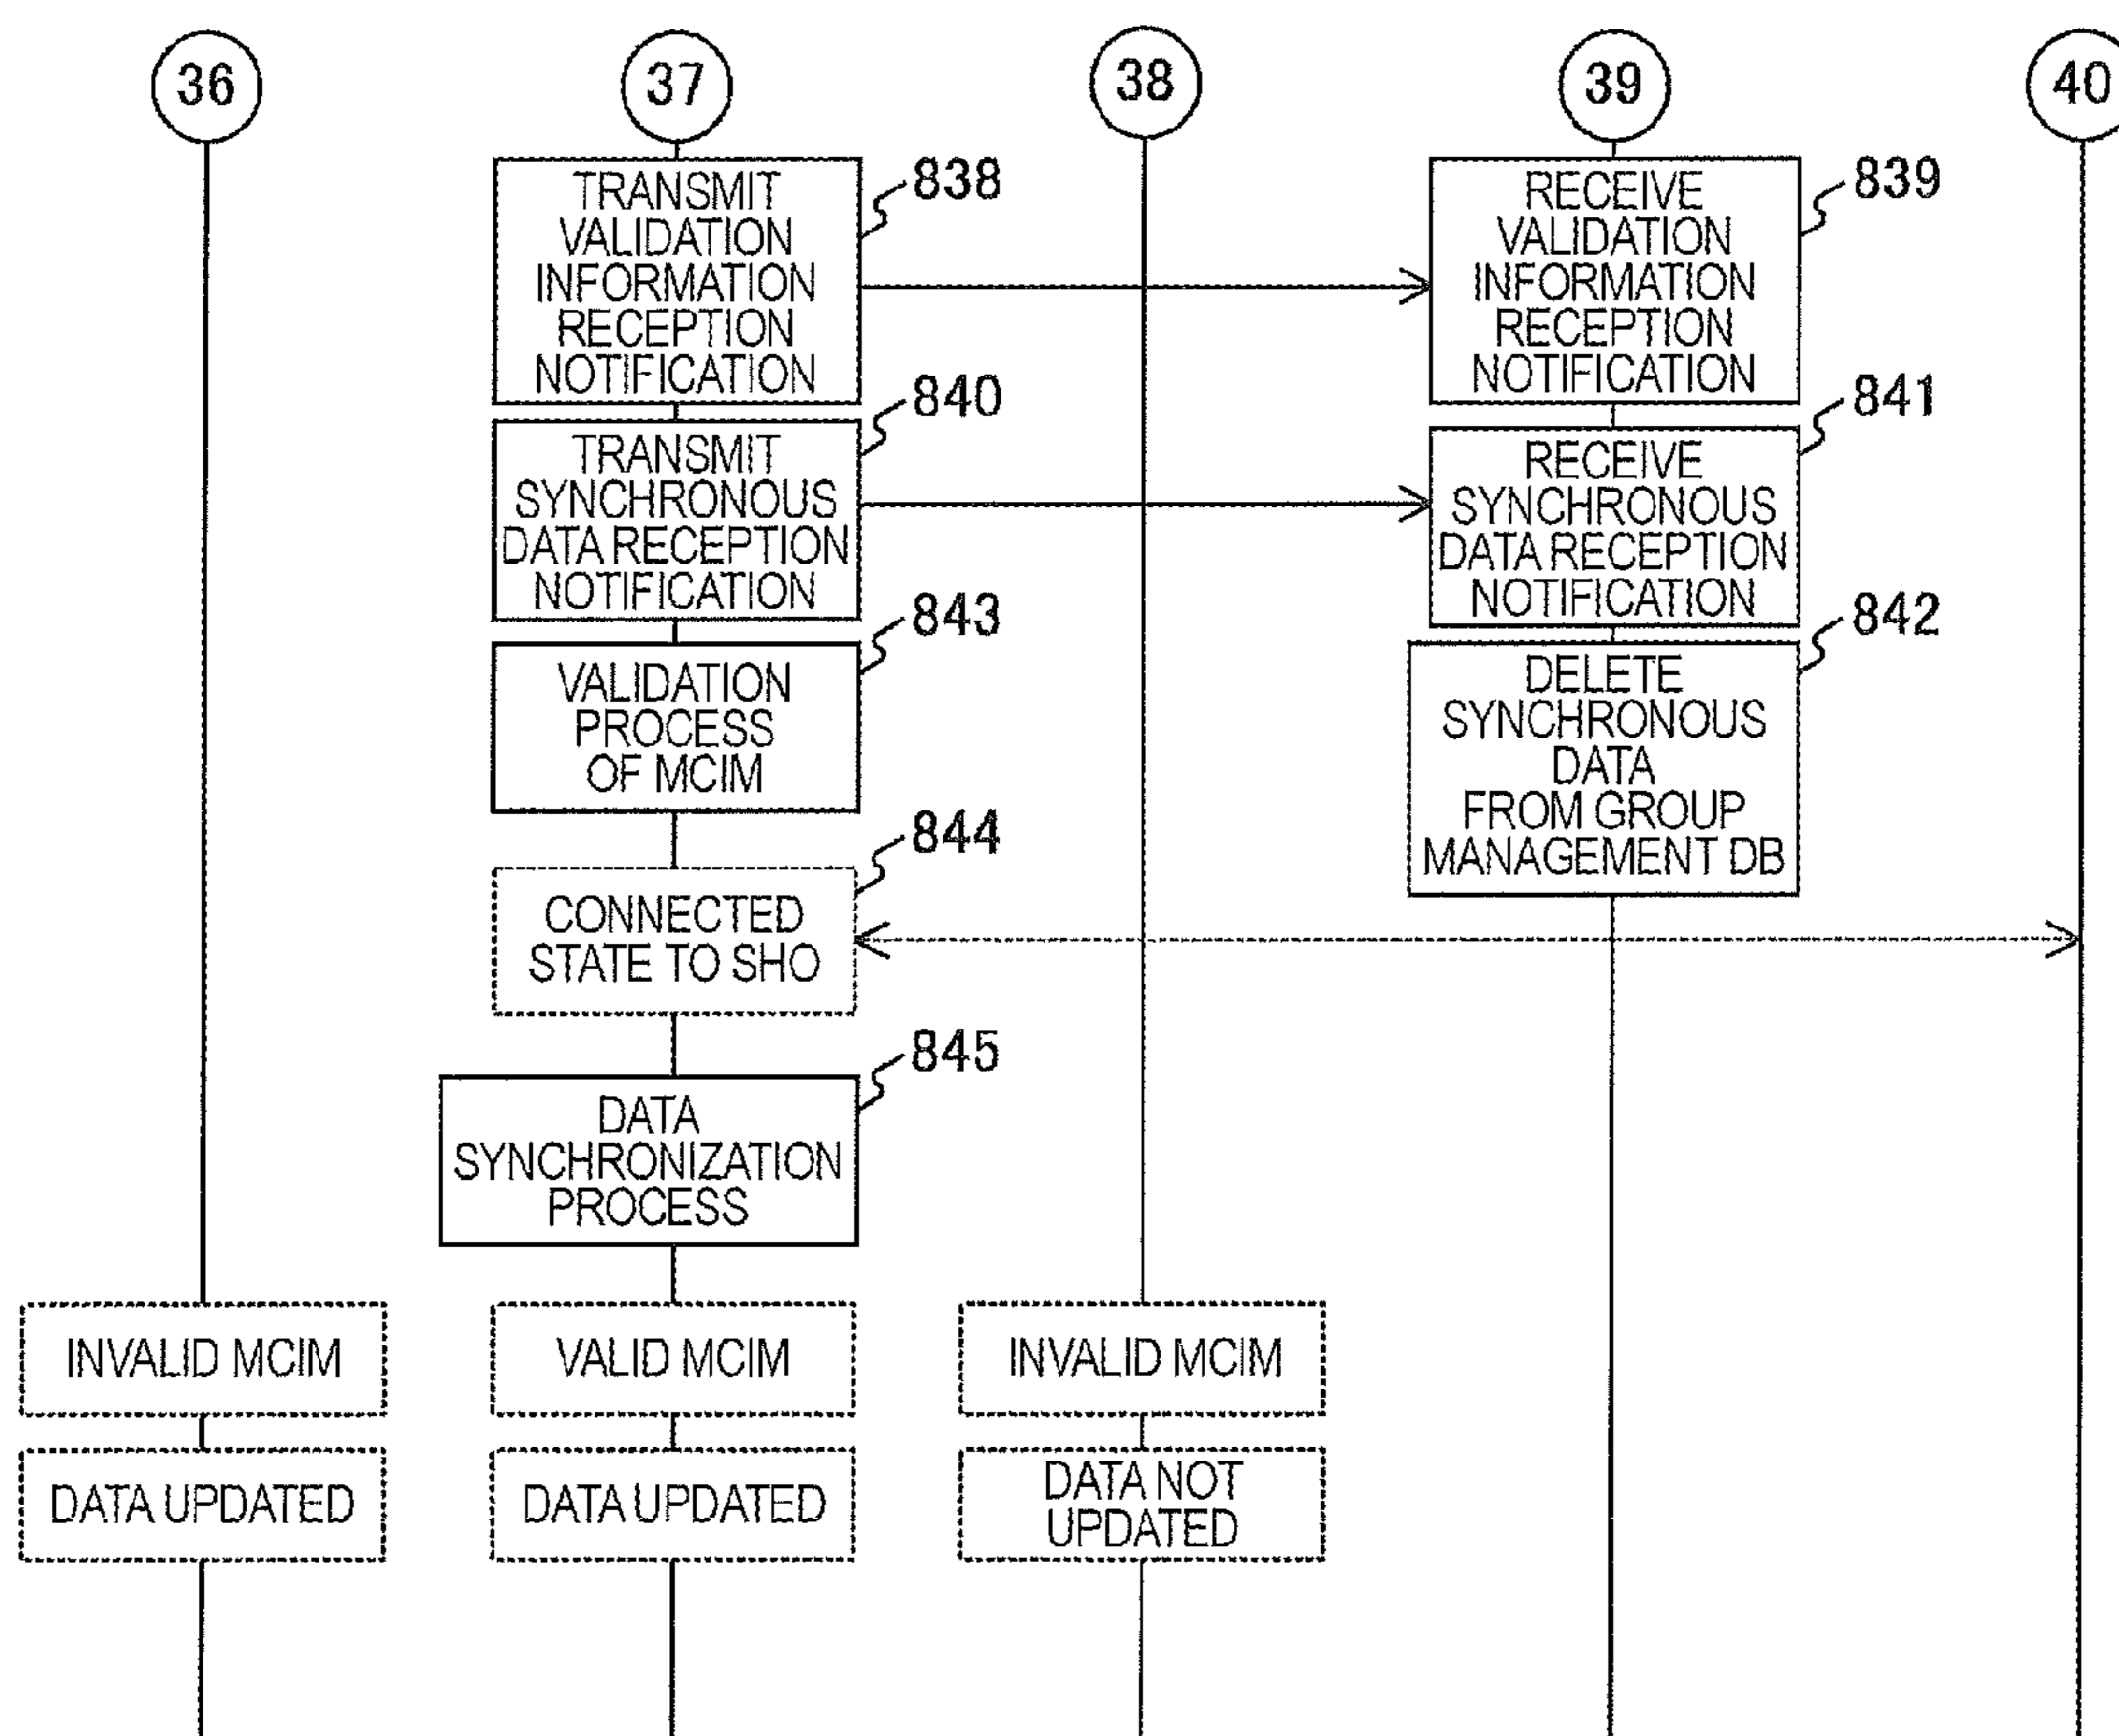 36
37
38
39
40
TRANSMIT
VALIDATION
INFORMATION
RECEPTION
NOTIFICATION
838
RECEIVE
VALIDATION
INFORMATION
RECEPTION
NOTIFICATION
839
TRANSMIT
SYNCHRONOUS
DATA RECEPTION
NOTIFICATION
840
RECEIVE
SYNCHRONOUS
DATA RECEPTION
NOTIFICATION
841
VALIDATION
PROCESS
OF MCIM
843
DELETE
SYNCHRONOUS
DATA
FROM GROUP
MANAGEMENT DB
842
CONNECTED
STATE TO SHO
844
DATA
SYNCHRONIZATION
PROCESS
845
INVALID MCIM
VALID MCIM
INVALID MCIM
DATA UPDATED
DATA UPDATED
DATA NOT
UPDATED